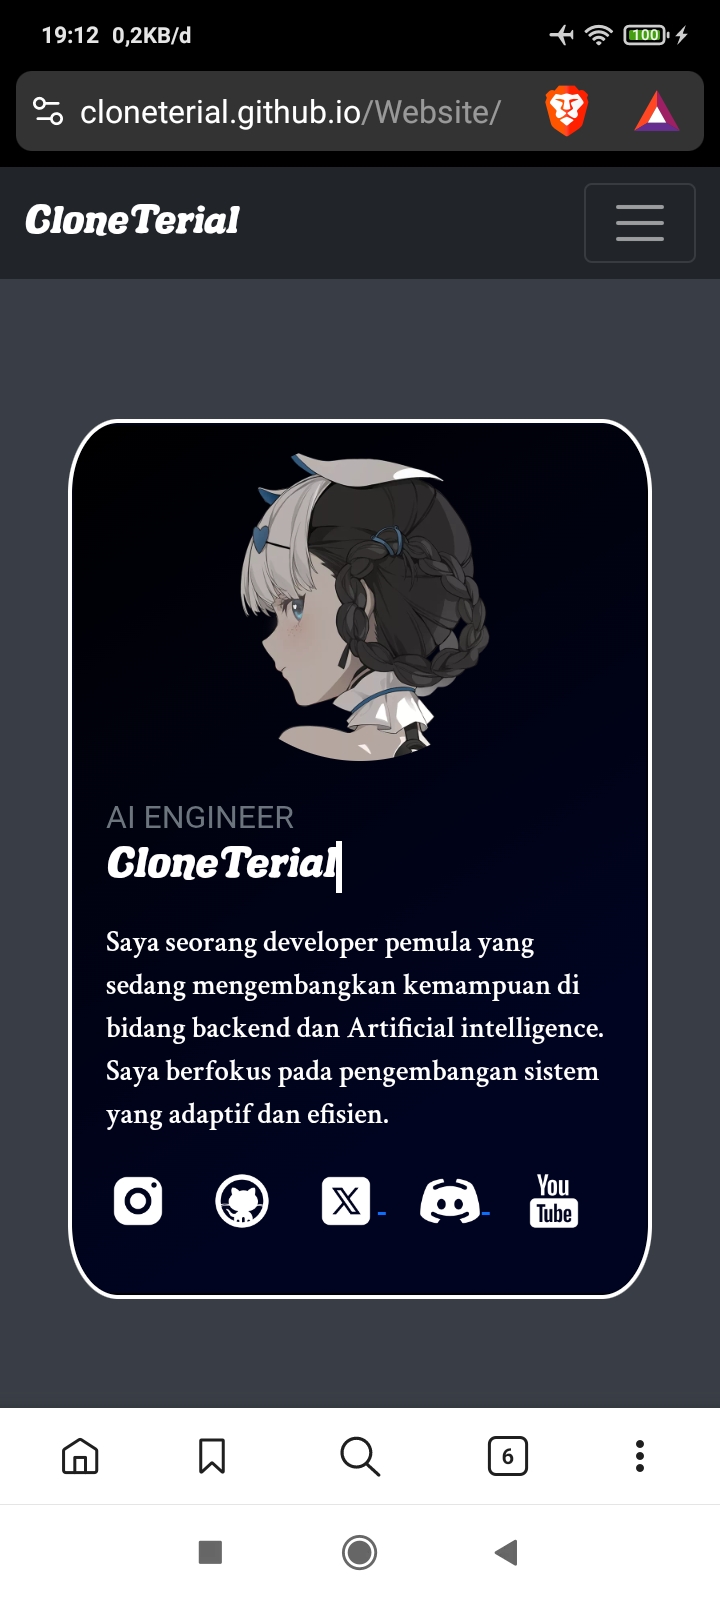 19:12 0,2KB/d
100
cloneterial.github.io/Website/
CloneTerial
AI ENGINEER
CloneTerial
Saya seorang developer pemula yang
sedang mengembangkan kemampuan di
bidang backend dan Artificial intelligence.
Saya berfokus pada pengembangan sistem
yang adaptif dan efisien.
X
You
Tube
6